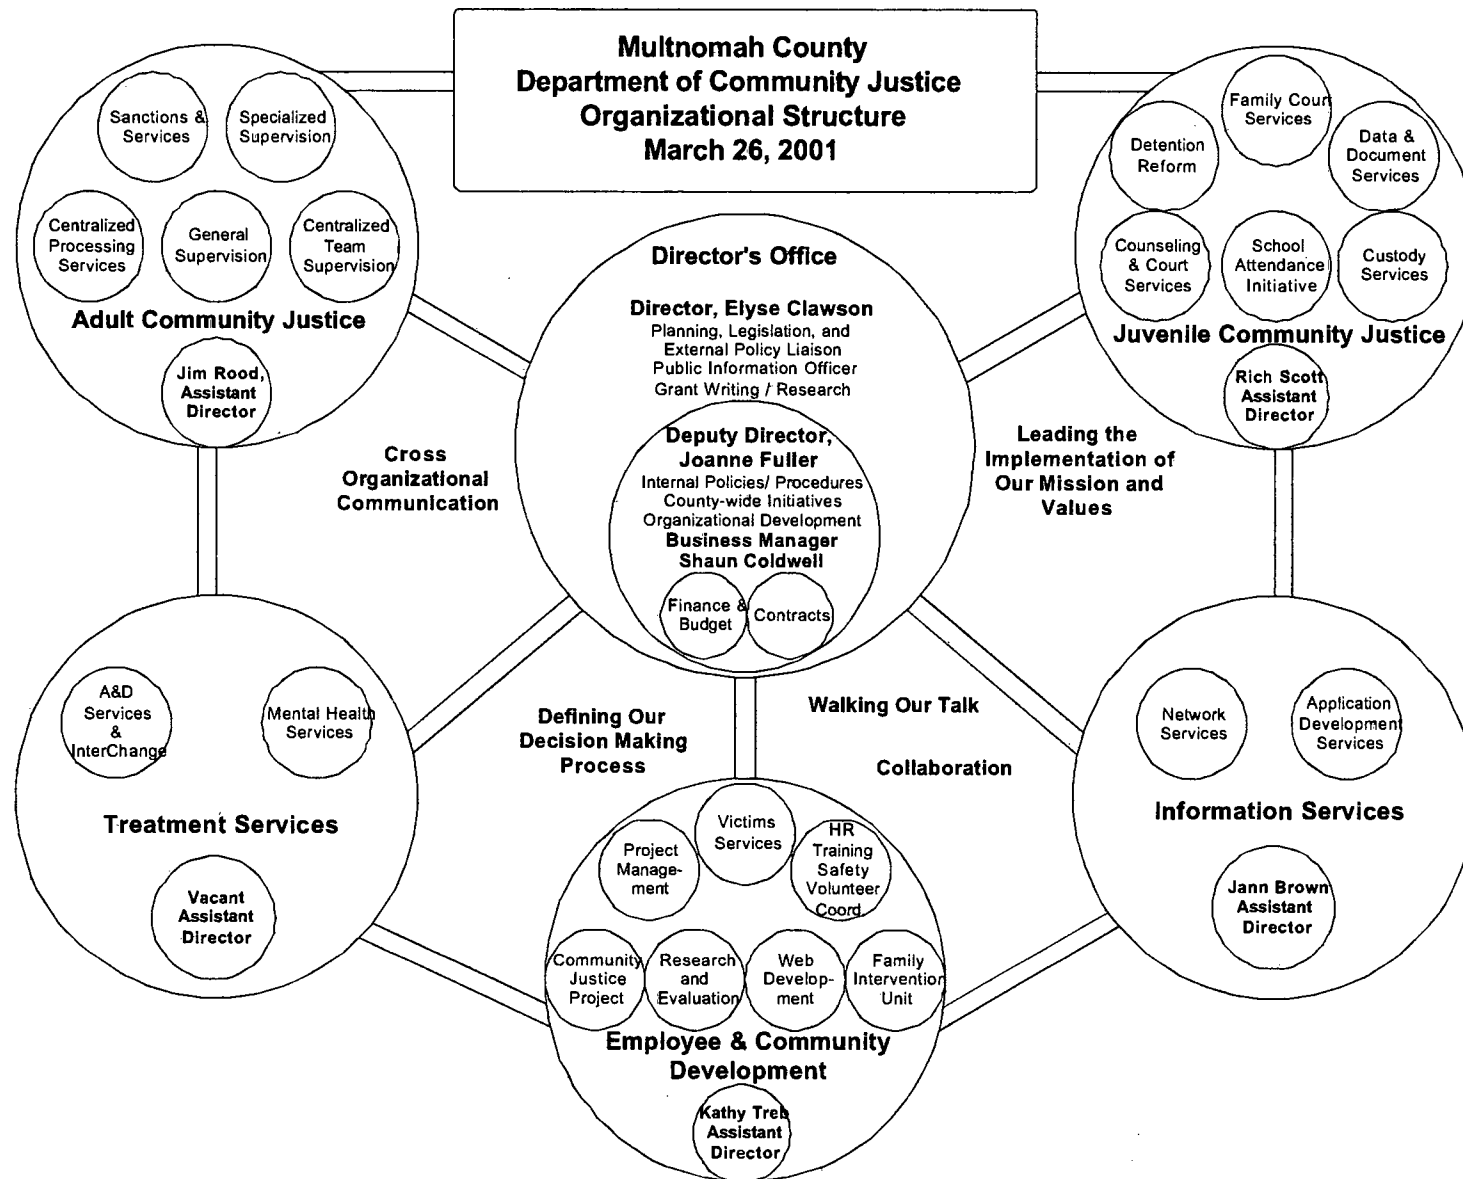 Multnomah County
Department of Community Justice
Organizational Structure
March 26, 2001
Sanctions &
Services
Specialized
Supervision
Centralized
Processing
Services
General
Supervision
Centralized
Team
Supervision
Adult Community Justice
Jim Rood,
Assistant
Director
Director's Office
Director, Elyse Clawson
Planning, Legislation, and
External Policy Liaison
Public Information Officer
Grant Writing / Research
Deputy Director,
Joanne Fuller
Internal Policies/ Procedures
County-wide Initiatives
Organizational Development
Business Manager
Shaun Coldwell
Finance &
Budget
Contracts
Family Court
Services
Detention
Reform
Data &
Document
Services
Counseling
& Court
Services
School
Attendance
Initiative
Custody
Services
Juvenile Community Justice
Rich Scott
Assistant
Director
Cross
Organizational
Communication
Leading the
Implementation of
Our Mission and
Values
A&D
Services
&
InterChange
Mental Health
Services
Treatment Services
Vacant
Assistant
Director
Defining Our
Decision Making
Process
Walking Our Talk
Collaboration
Network
Services
Application
Development
Services
Information Services
Jann Brown
Assistant
Director
Project
Manage-
ment
Victims
Services
HR
Training
Safety
Volunteer
Coord.
Community
Justice
Project
Research
and
Evaluation
Web
Develop-
ment
Family
Intervention
Unit
Employee & Community
Development
Kathy Treb
Assistant
Director